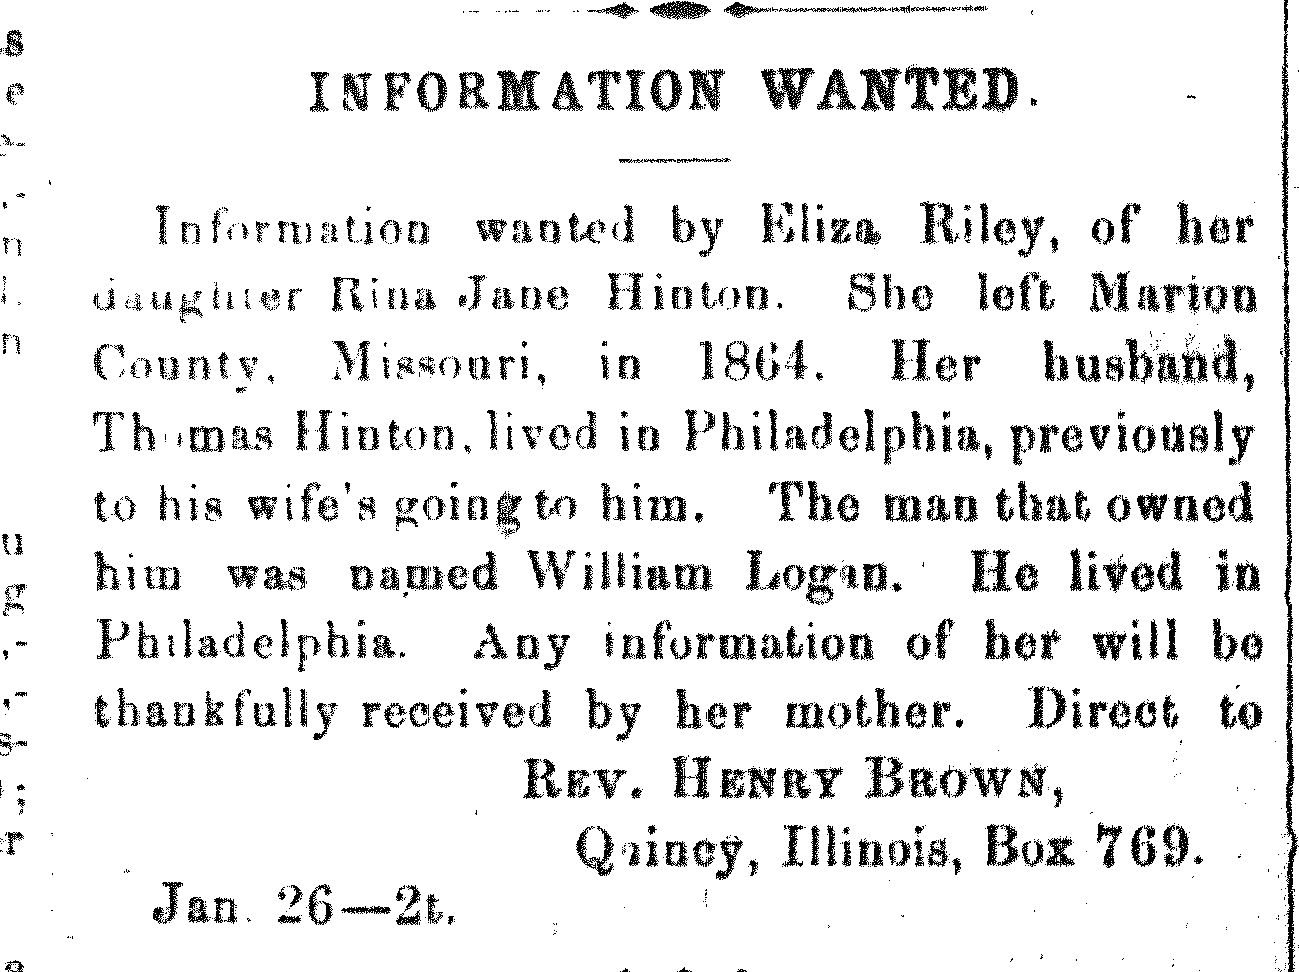 INFORMATION WANTED.
Information wanted by Eliza Riley, of her
daughter Rina Jane Hinton. She left Marion
County, Missouri, in 1864. Her husband,
Thomas Hinton, lived in Philadelphia, previously
to his wife's going to him. The man that owned
him was named William Logan. He lived in
Philadelphia. Any information of her will be
thankfully received by her mother. Direct to
REV. HENRY BROWN,
Quincy, Illinois, Box 769.
Jan. 26—2t.